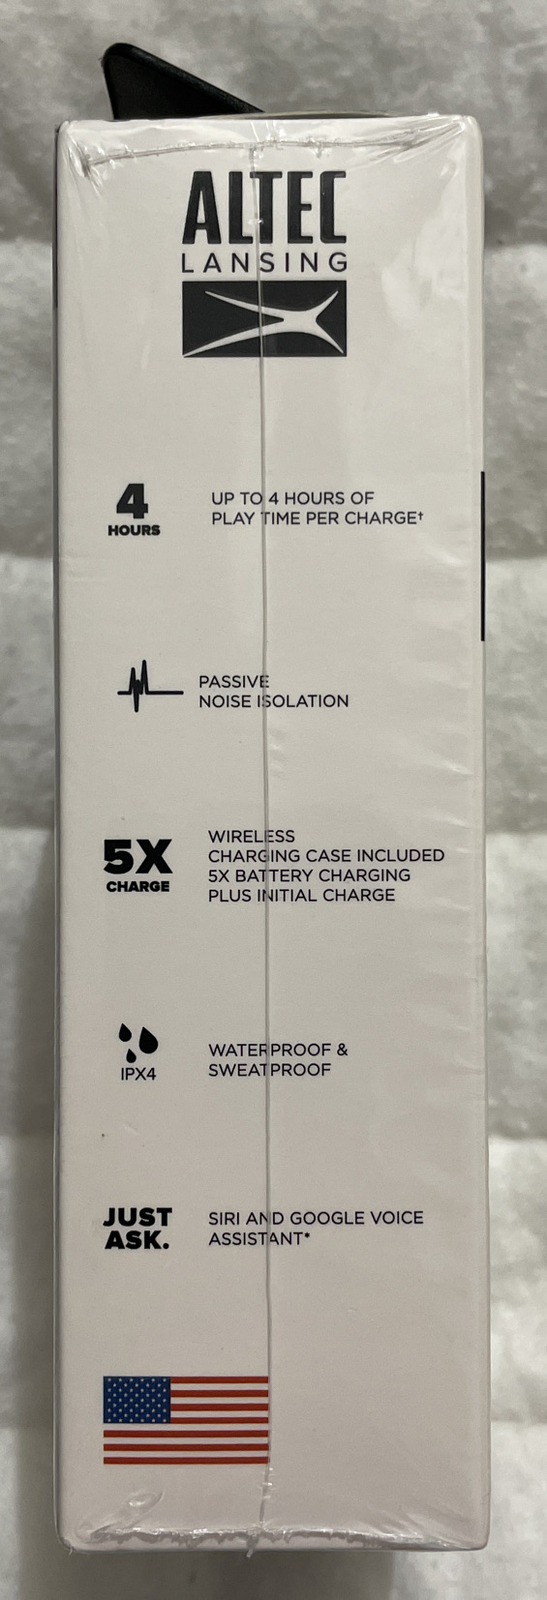 ALTEC
LANSING
4
HOURS
UP TO 4 HOURS OF
PLAY TIME PER CHARGE†
PASSIVE
NOISE ISOLATION
5X
CHARGE
WIRELESS
CHARGING CASE INCLUDED
5X BATTERY CHARGING
PLUS INITIAL CHARGE
IPX4
WATERPROOF &
SWEATPROOF
JUST
ASK.
SIRI AND GOOGLE VOICE
ASSISTANT*